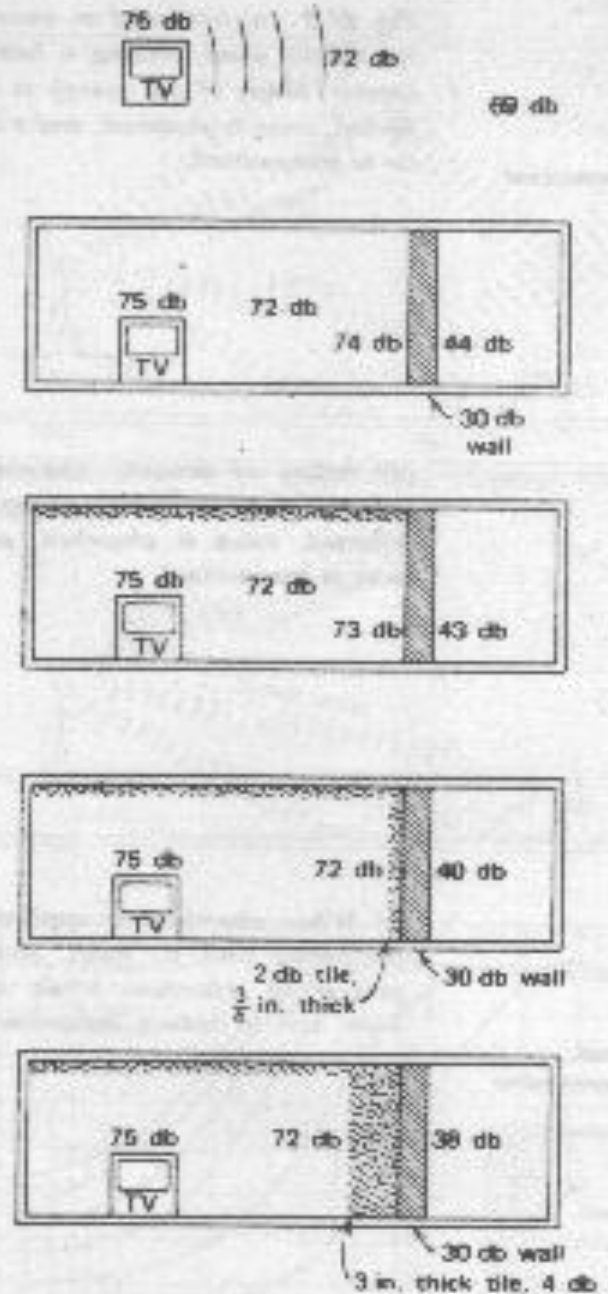 75 db
TV
72 db
69 db
75 db
72 db
TV
74 db
44 db
30 db
wall
75 db
72 db
TV
73 db
43 db
75 db
TV
72 db
40 db
2 db tile,
in. thick
30 db wall
75 db
TV
72 db
38 db
30 db wall
3 in. thick tile, 4 db